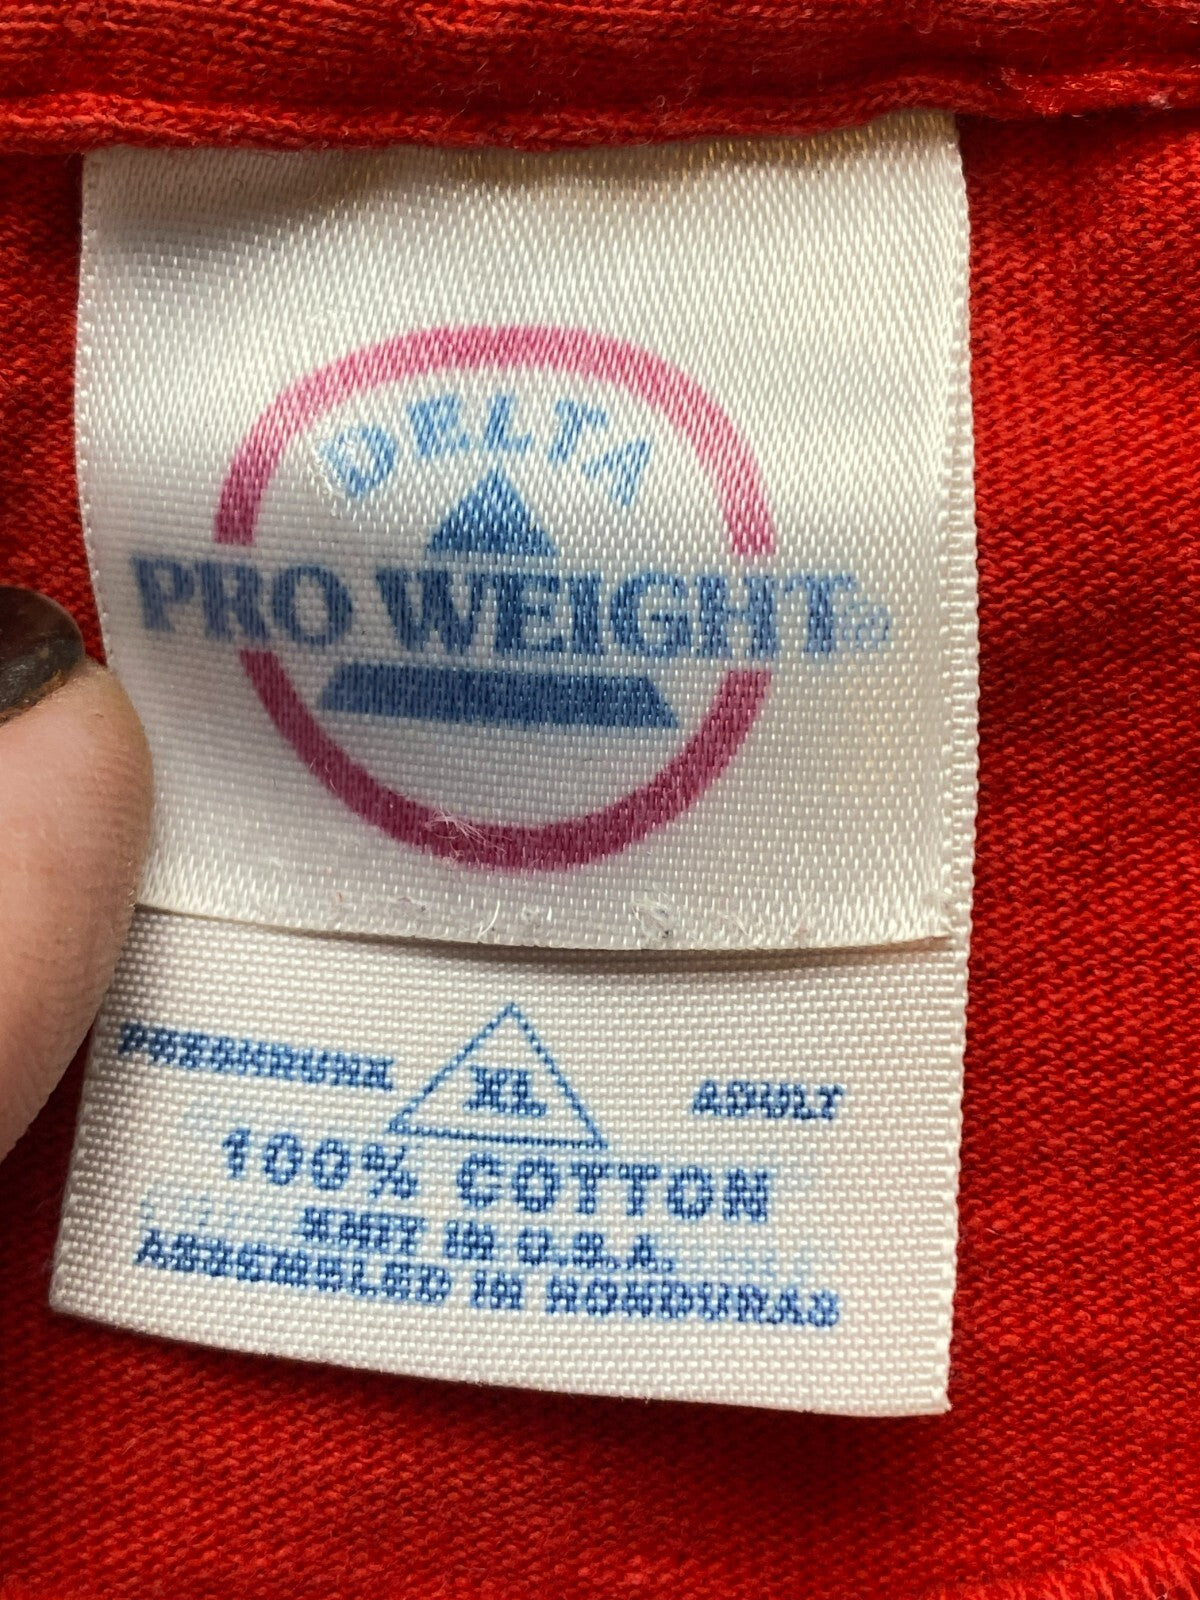 DELTA
PRO WEIGHT®
PRESHRUNK XL ADULT
100% COTTON
KNIT IN U.S.A.
ASSEMBLED IN HONDURAS